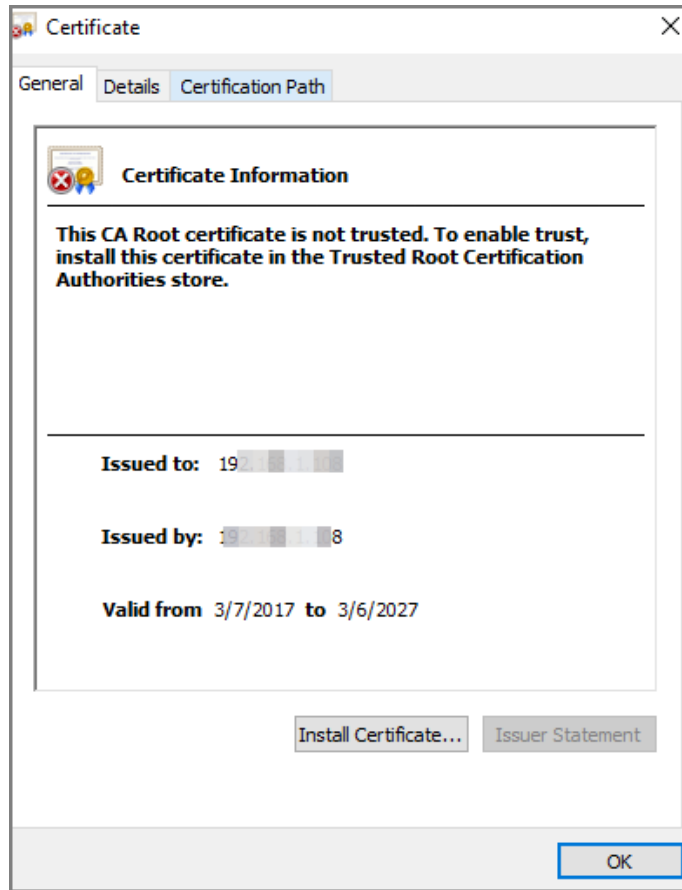 Certificate
General Details Certification Path
Certificate Information
This CA Root certificate is not trusted. To enable trust,
install this certificate in the Trusted Root Certification
Authorities store.
Issued to:
Issued by:
Valid from 3/7/2017 to 3/6/2027
Install Certificate... Issuer Statement
OK